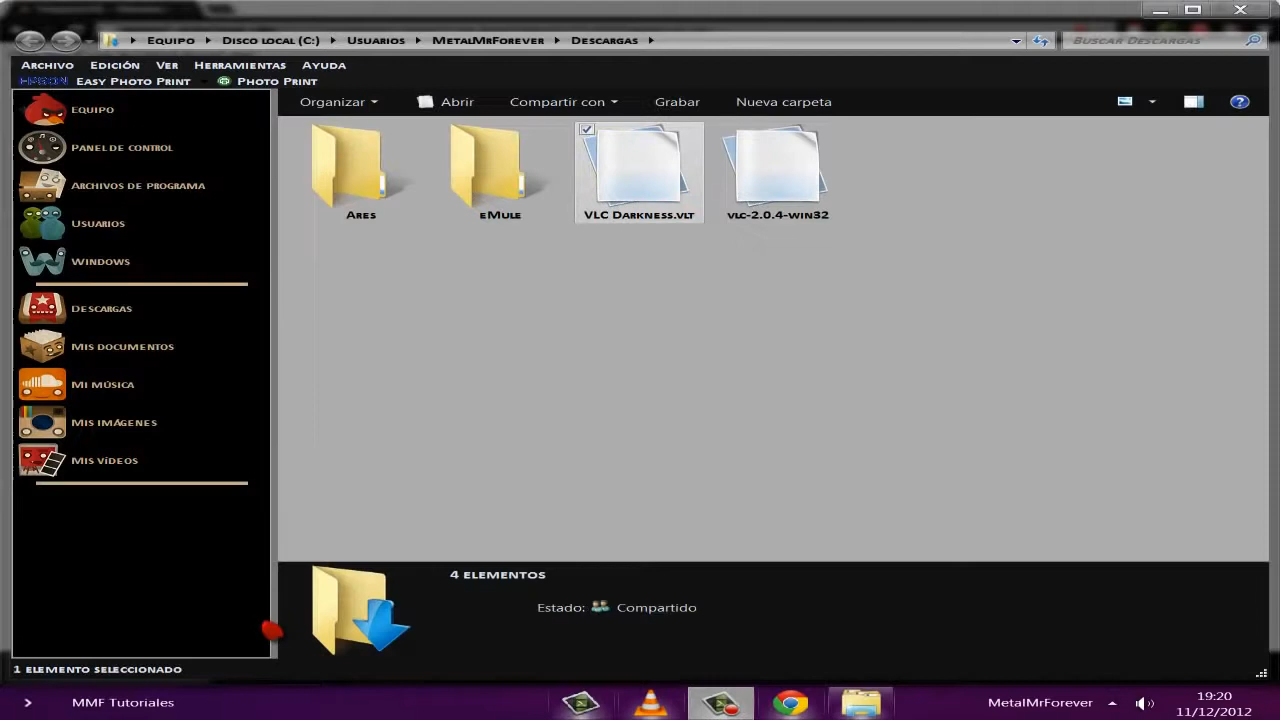 EQUIPO DISCO LOCAL (C:) USUARIOS METALMRFOREVER DESCARGAS
BUSCAR DESCARGAS
ARCHIVO EDICIÓN VER HERRAMIENTAS AYUDA
EPSON EASY PHOTO PRINT PHOTO PRINT
Organizar Abrir Compartir con Grabar Nueva carpeta
EQUIPO
PANEL DE CONTROL
ARCHIVOS DE PROGRAMA
USUARIOS
WINDOWS
DESCARGAS
MIS DOCUMENTOS
MI MÚSICA
MIS IMÁGENES
MIS VÍDEOS
ARES
EMULE
VLC DARKNESS.VLT
VLC-2.0.4-WIN32
4 ELEMENTOS
Estado: Compartido
1 ELEMENTO SELECCIONADO
MMF Tutoriales
MetalMrForever
19:20
11/12/2012